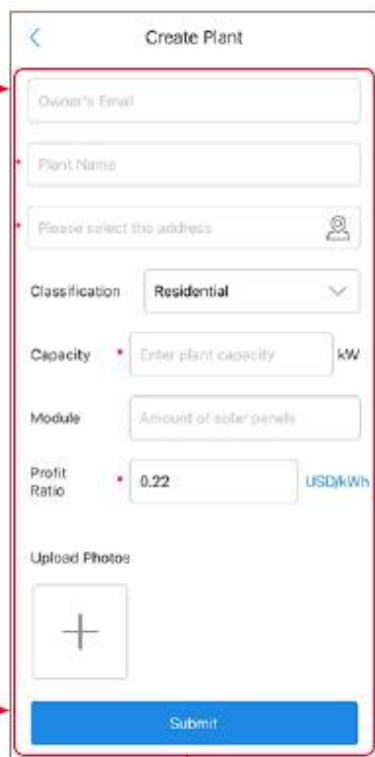 Create Plant
Owner's Email
* Plant Name
* Please select the address
Classification Residential
Capacity * Enter plant capacity kW
Module Amount of solar panels
Profit Ratio * 0.22 USD/kWh
Upload Photos
Submit